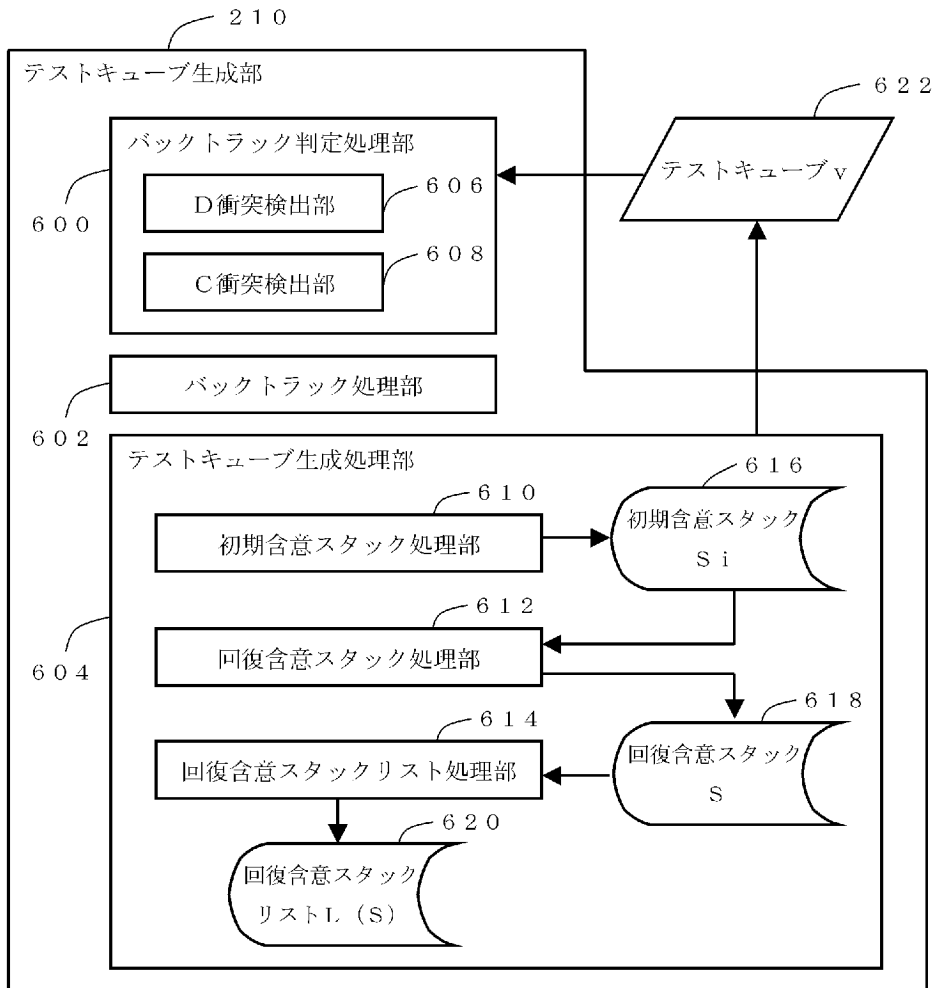 ２１０
テストキューブ生成部
６２２
バックトラック判定処理部
テストキューブｖ
Ｄ衝突検出部
６０６
６００
Ｃ衝突検出部
６０８
バックトラック処理部
６０２
テストキューブ生成処理部
６１６
６１０
初期含意スタック
Ｓｉ
初期含意スタック処理部
６１２
回復含意スタック処理部
６０４
６１８
６１４
回復含意スタック
Ｓ
回復含意スタックリスト処理部
６２０
回復含意スタック
リストＬ（Ｓ）